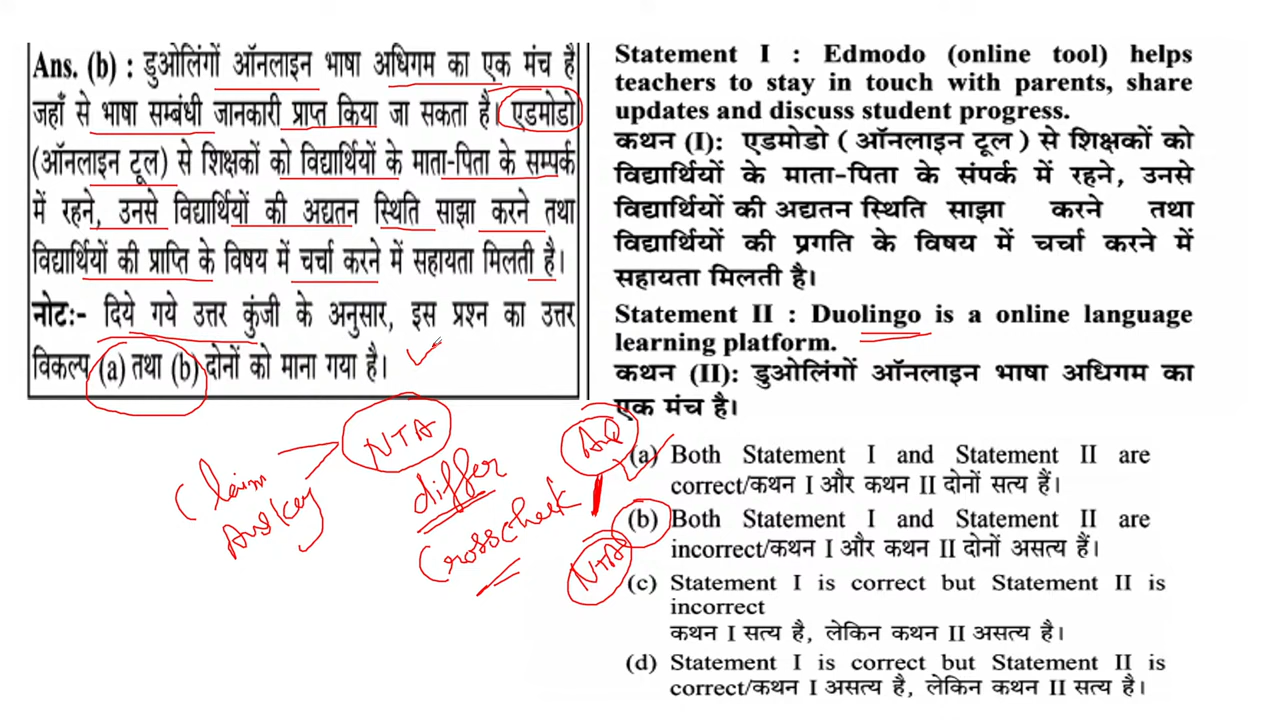 Ans. (b) : डुओलिंगों ऑनलाइन भाषा अधिगम का एक मंच है
जहाँ से भाषा सम्बंधी जानकारी प्राप्त किया जा सकता है। एडमोडो
(ऑनलाइन टूल) से शिक्षकों को विद्यार्थियों के माता-पिता के सम्पर्क
में रहने, उनसे विद्यार्थियों की अद्यतन स्थिति साझा करने तथा
विद्यार्थियों की प्राप्ति के विषय में चर्चा करने में सहायता मिलती है।
नोटः- दिये गये उत्तर कुंजी के अनुसार, इस प्रश्न का उत्तर
विकल्प (a) तथा (b) दोनों को माना गया है।
NTA
Claim
Ans Key
differ
Crosscheck
Ans
NTA
Statement I : Edmodo (online tool) helps
teachers to stay in touch with parents, share
updates and discuss student progress.
कथन (I): एडमोडो ( ऑनलाइन टूल ) से शिक्षकों को
विद्यार्थियों के माता-पिता के संपर्क में रहने, उनसे
विद्यार्थियों की अद्यतन स्थिति साझा करने तथा
विद्यार्थियों की प्रगति के विषय में चर्चा करने में
सहायता मिलती है।
Statement II : Duolingo is a online language
learning platform.
कथन (II): डुओलिंगों ऑनलाइन भाषा अधिगम का
एक मंच है।
(a) Both Statement I and Statement II are
correct/कथन I और कथन II दोनों सत्य हैं।
(b) Both Statement I and Statement II are
incorrect/कथन I और कथन II दोनों असत्य हैं।
(c) Statement I is correct but Statement II is
incorrect
कथन I सत्य है, लेकिन कथन II असत्य है।
(d) Statement I is correct but Statement II is
correct/कथन I असत्य है, लेकिन कथन II सत्य है।